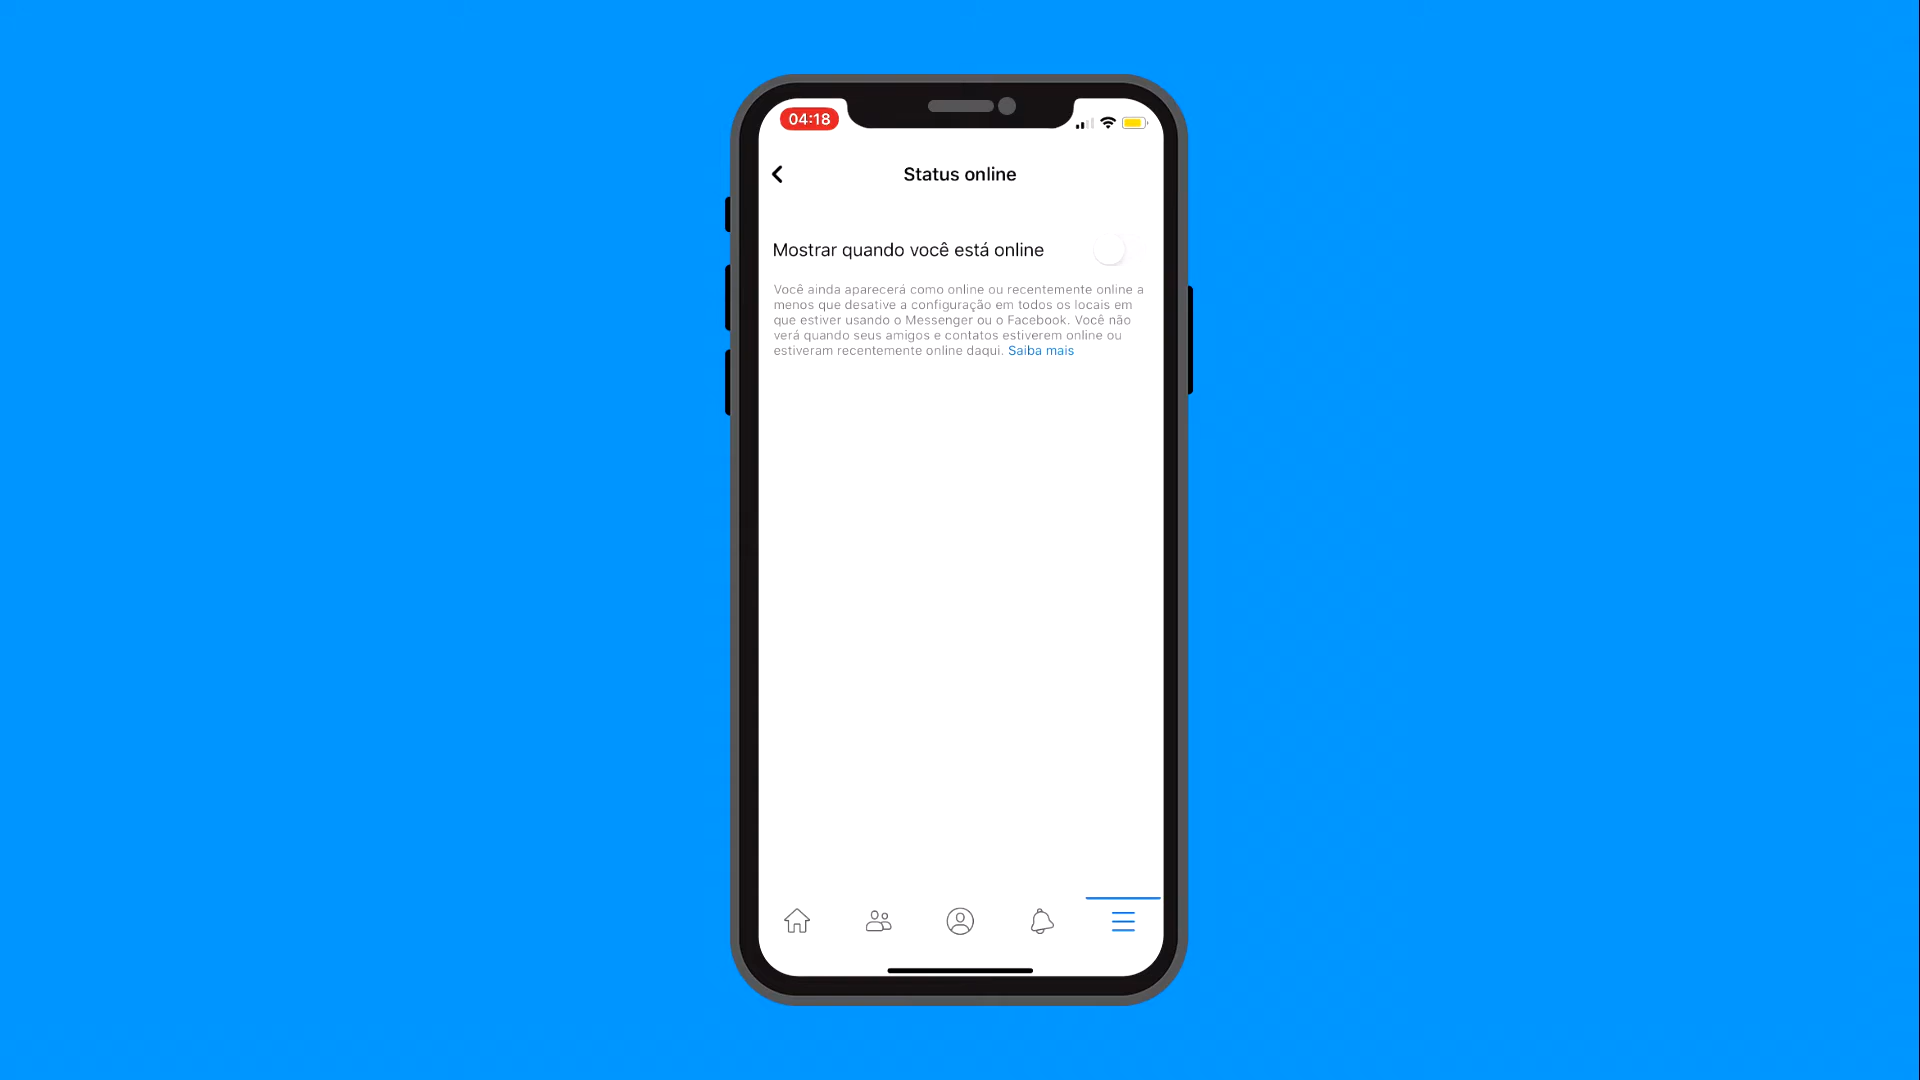 04:18
Status online
Mostrar quando você está online
Você ainda aparecerá como online ou recentemente online a
menos que desative a configuração em todos os locais em
que estiver usando o Messenger ou o Facebook. Você não
verá quando seus amigos e contatos estiverem online ou
estiveram recentemente online daqui. Saiba mais